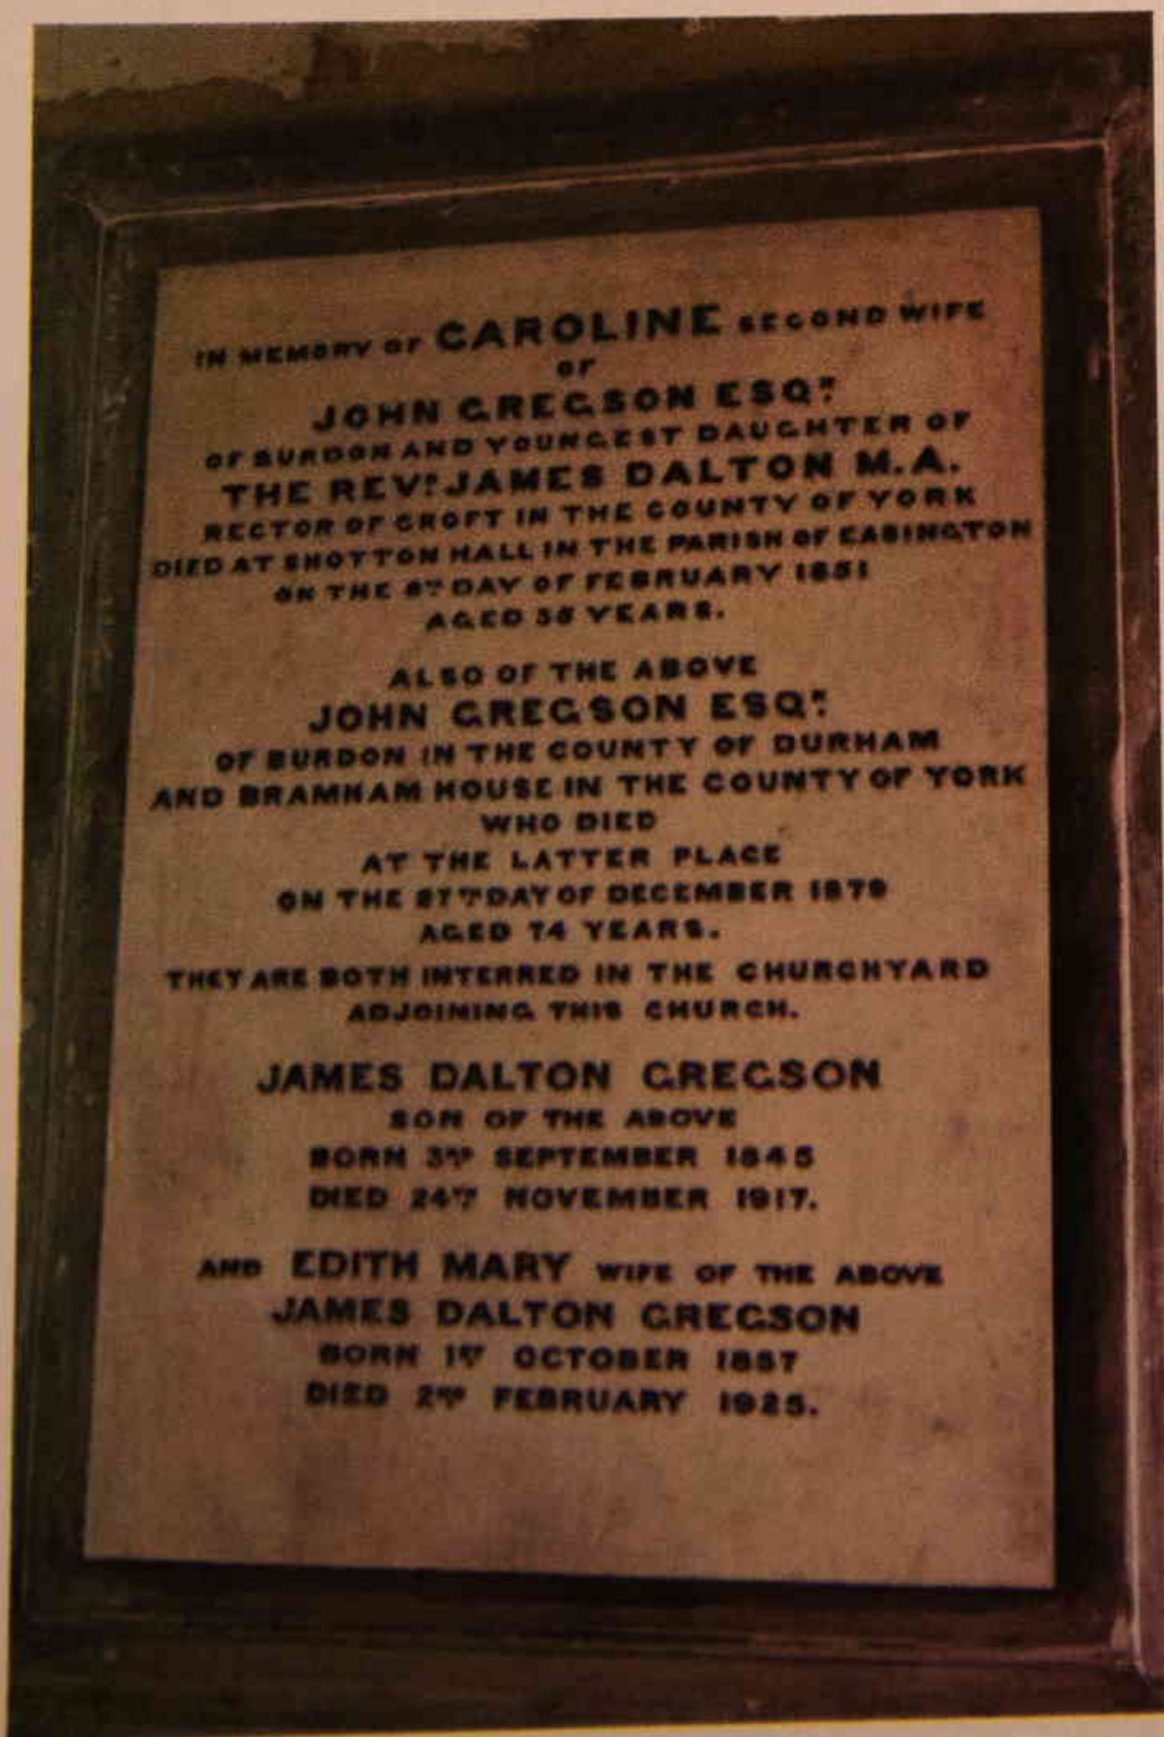 IN MEMORY OF CAROLINE SECOND WIFE
OF
JOHN GREGSON ESQR.
OF BURDON AND YOUNGEST DAUGHTER OF
THE REVD. JAMES DALTON M.A.
RECTOR OF CROFT IN THE COUNTY OF YORK
DIED AT SHOTTON HALL IN THE PARISH OF EASINGTON
ON THE DAY OF FEBRUARY 1851
AGED YEARS.
ALSO OF THE ABOVE
JOHN GREGSON ESQR.
OF BURDON IN THE COUNTY OF DURHAM
AND BRAMHAM HOUSE IN THE COUNTY OF YORK
WHO DIED
AT THE LATTER PLACE
ON THE 27TH DAY OF DECEMBER 1879
AGED 74 YEARS.
THEY ARE BOTH INTERRED IN THE CHURCHYARD
ADJOINING THIS CHURCH.
JAMES DALTON GREGSON
SON OF THE ABOVE
BORN 3RD SEPTEMBER 1845
DIED 24TH NOVEMBER 1917.
AND EDITH MARY WIFE OF THE ABOVE
JAMES DALTON GREGSON
BORN 1ST OCTOBER 1857
DIED 2ND FEBRUARY 1925.